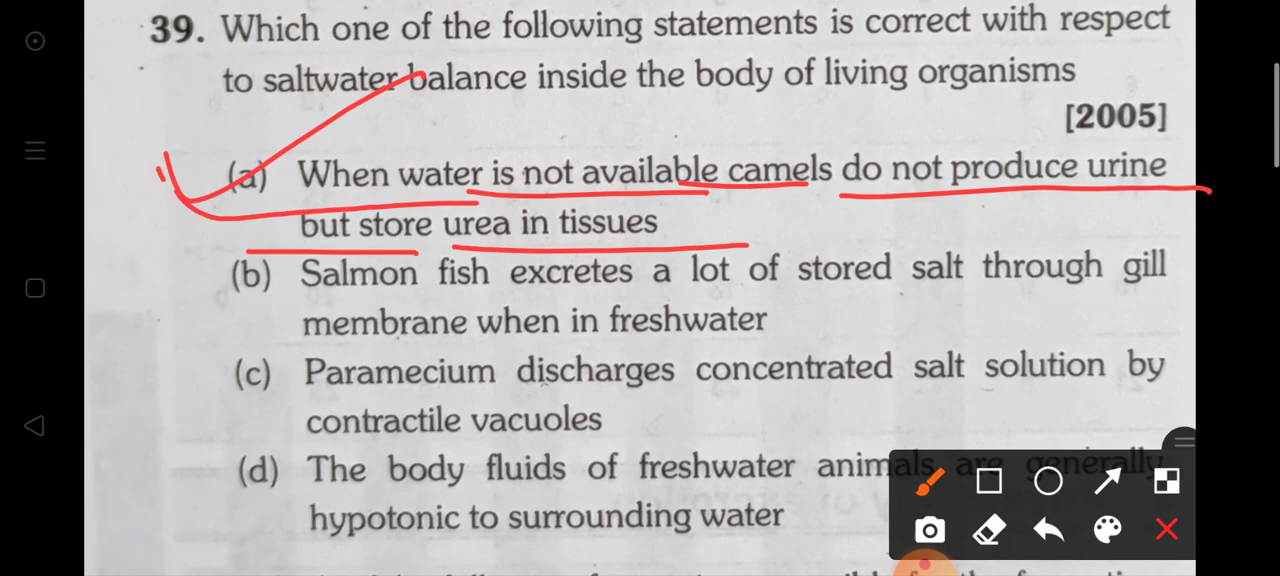 39. Which one of the following statements is correct with respect
to saltwater balance inside the body of living organisms
[2005]
(a) When water is not available camels do not produce urine
but store urea in tissues
(b) Salmon fish excretes a lot of stored salt through gill
membrane when in freshwater
(c) Paramecium discharges concentrated salt solution by
contractile vacuoles
(d) The body fluids of freshwater animals are generally
hypotonic to surrounding water